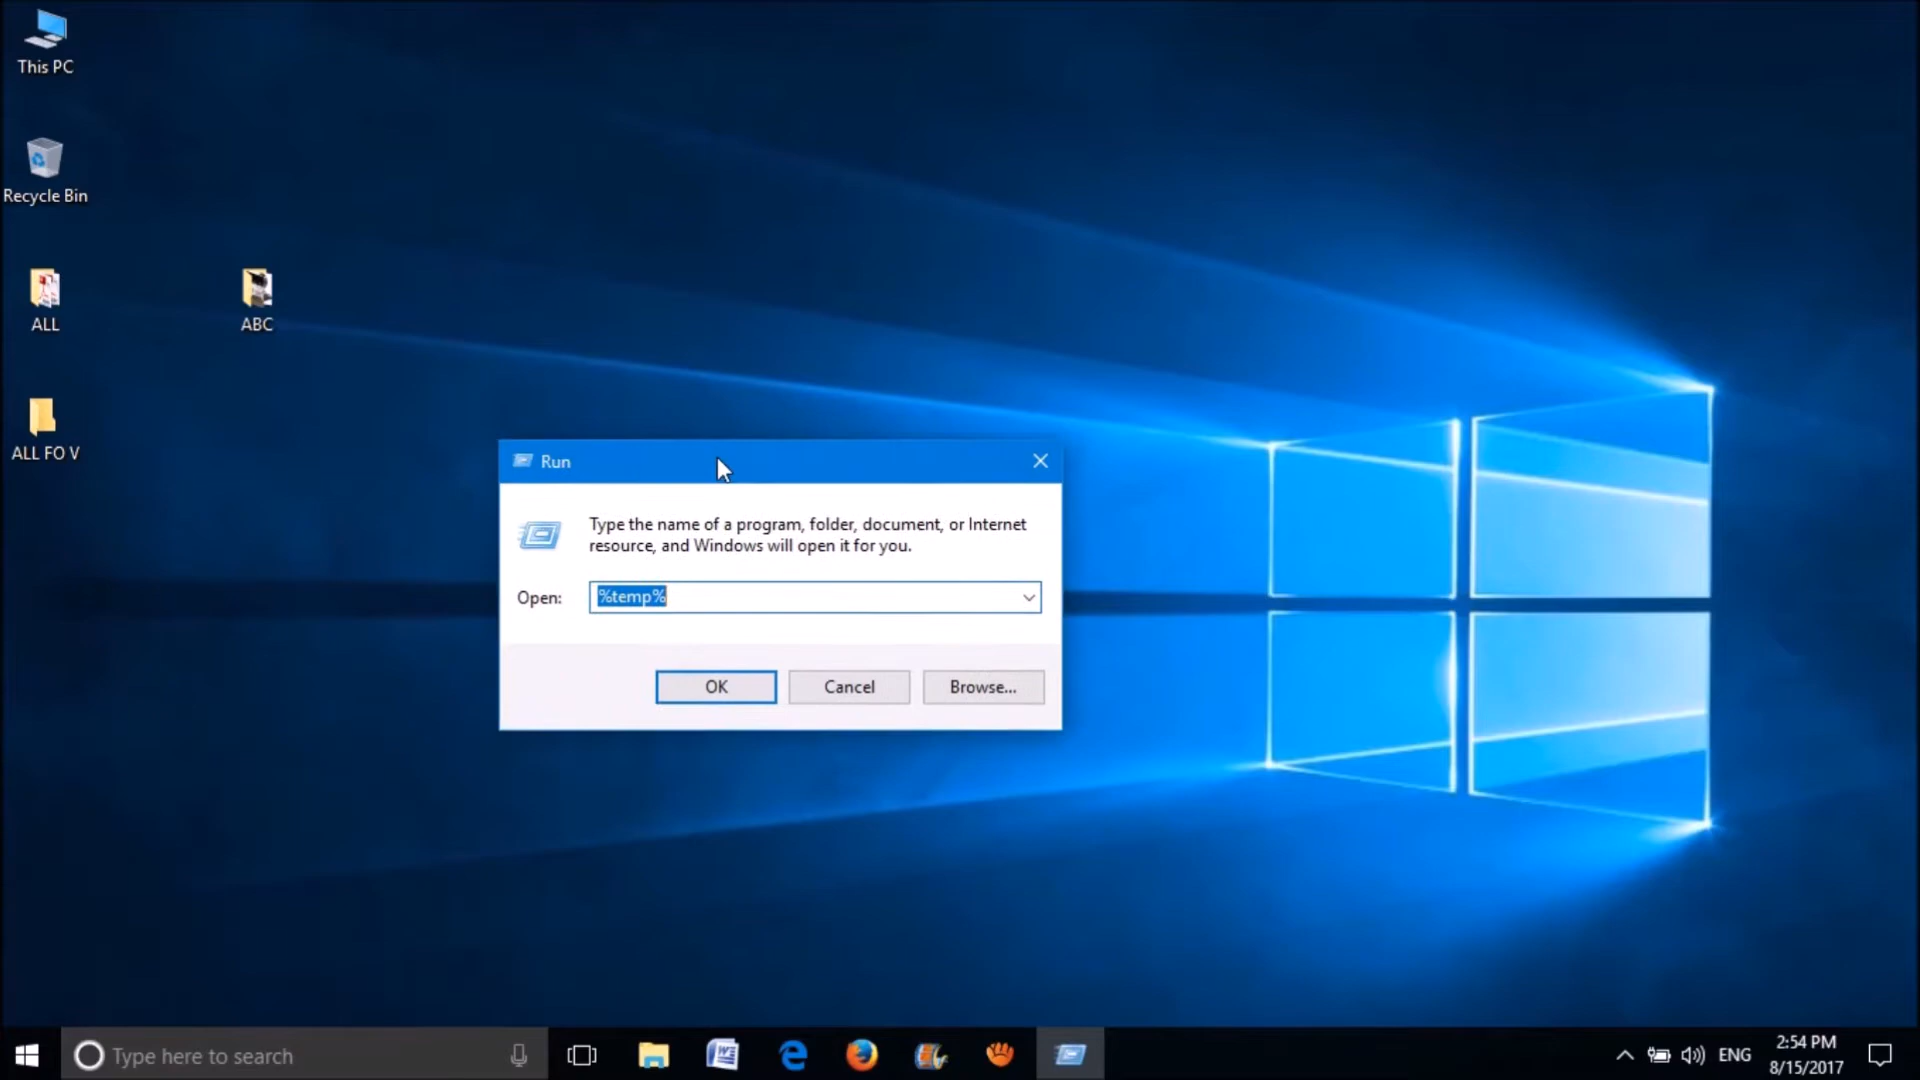 This PC
Recycle Bin
ALL
ABC
ALL FO V
Run
Type the name of a program, folder, document, or Internet
resource, and Windows will open it for you.
Open:
%temp%
OK
Cancel
Browse...
Type here to search
ENG
2:54 PM
8/15/2017